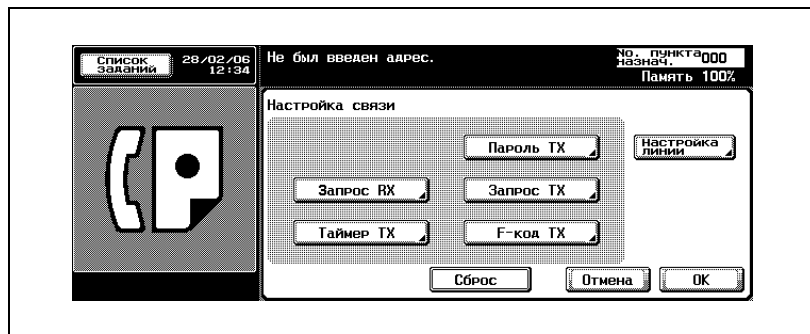 Список
заданий
28/02/06
12:34
Не был введен адрес.
No. пункта
назнач.
000
Память 100%
Настройка связи
Пароль TX
Настройка
линии
Запрос RX
Запрос TX
Таймер TX
F-код TX
Сброс
Отмена
OK